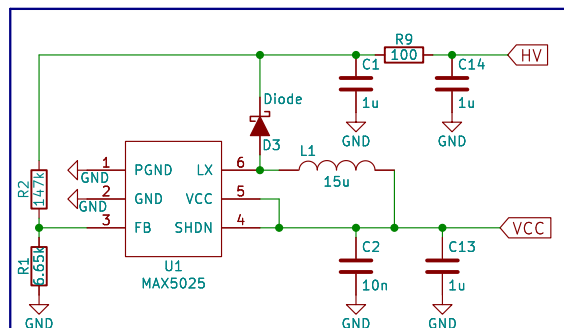 R9
100
HV
C1
1u
GND
C14
1u
GND
Diode
D3
L1
15u
R2
147k
GND
1
PGND
LX
6
GND
2
GND
VCC
5
3
FB
SHDN
4
U1
MAX5025
R1
6.65k
GND
VCC
C2
10n
GND
C13
1u
GND